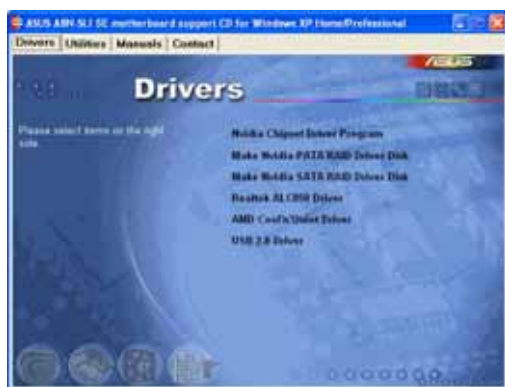 ASUS A8N-SLI SE motherboard support CD for Windows XP Home/Professional
Drivers Utilities Manuals Contact
ASUS
Drivers
Please select items on the right
side
Nvidia Chipset Driver Program
Make Nvidia PATA RAID Driver Disk
Make Nvidia SATA RAID Driver Disk
Realtek ALC850 Driver
AMD Cool'n'Quiet Driver
USB 2.0 Driver